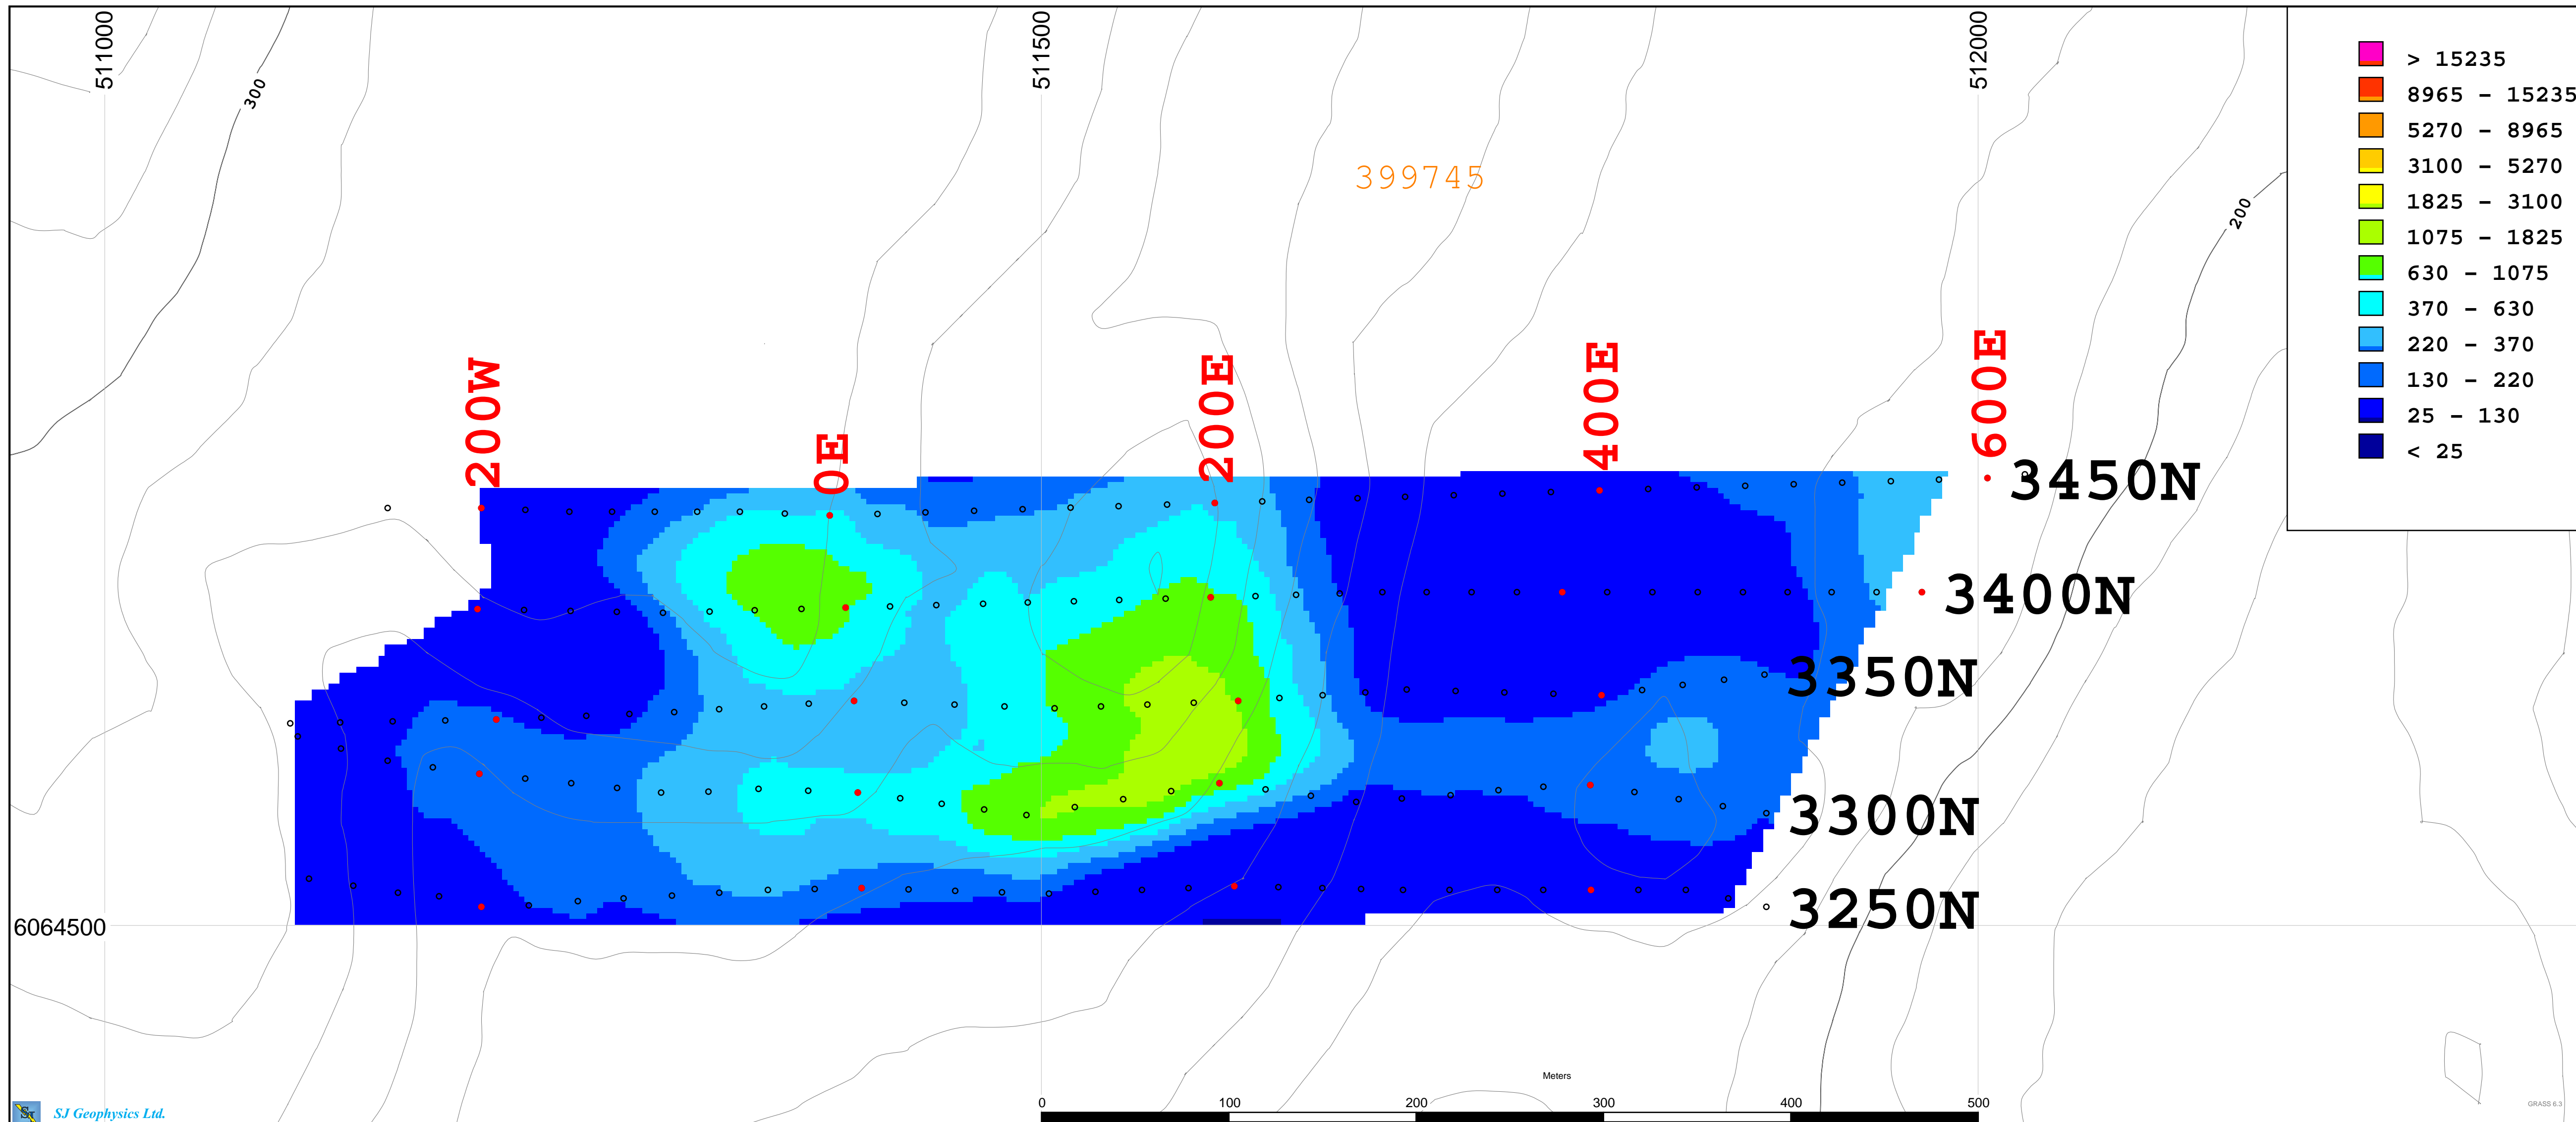 511000
511500
512000
300
200
399745
> 15235
8965 – 15235
5270 – 8965
3100 – 5270
1825 – 3100
1075 – 1825
630 – 1075
370 – 630
220 – 370
130 – 220
25 – 130
< 25
200W
0E
200E
400E
600E
3450N
3400N
3350N
3300N
3250N
6064500
Meters
0 100 200 300 400 500
SJ
SJ Geophysics Ltd.
GRASS 6.3